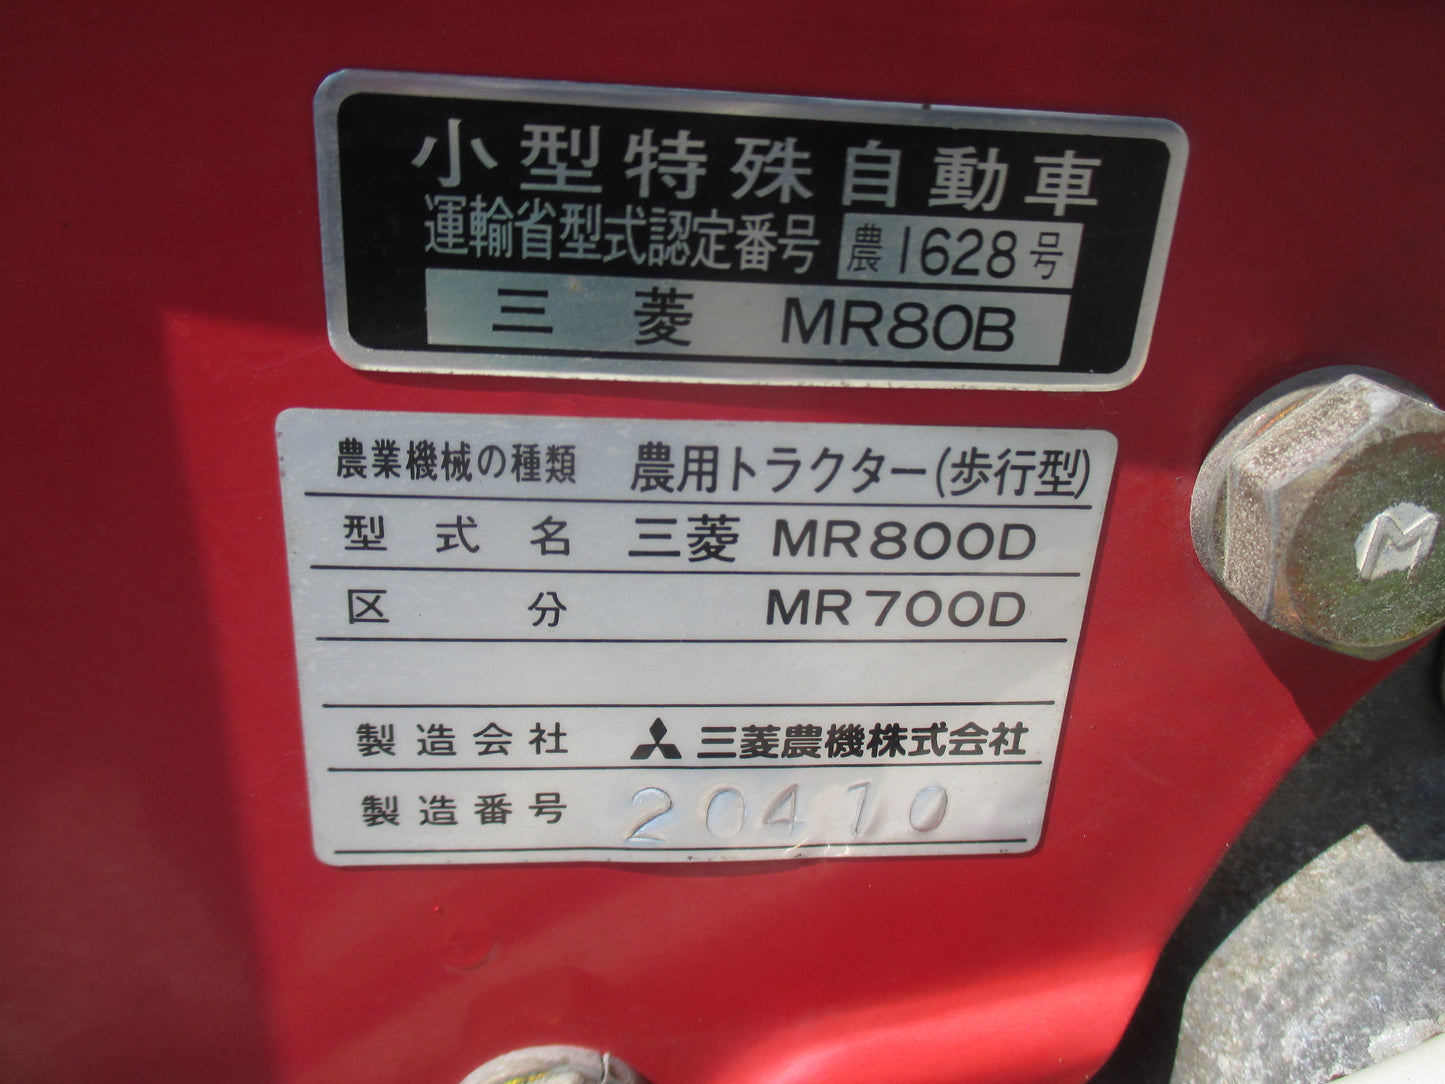 小型特殊自動車
運輸省型式認定番号 農1628号
三菱 MR80B
農業機械の種類 農用トラクター(歩行型)
型式名 三菱 MR800D
区分 MR700D
製造会社 三菱農機株式会社
製造番号 20410
M